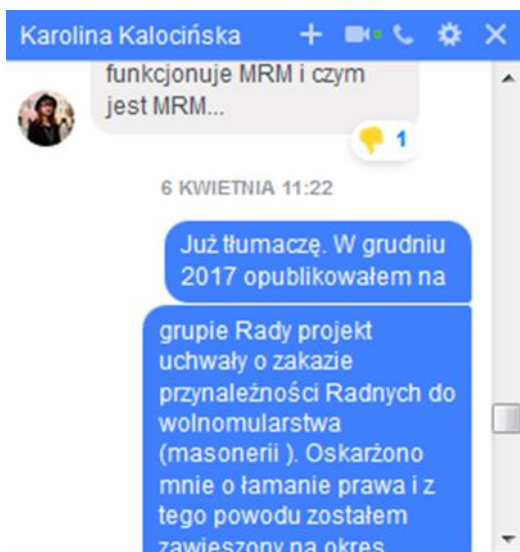 Karolina Kalocińska
funkcjonuje MRM i czym
jest MRM...
1
6 KWIETNIA 11:22
Już tłumaczę. W grudniu
2017 opublikowałem na
grupie Rady projekt
uchwały o zakazie
przynależności Radnych do
wolnomularstwa
(masonerii ). Oskarżono
mnie o łamanie prawa i z
tego powodu zostałem
zawieszony na okres